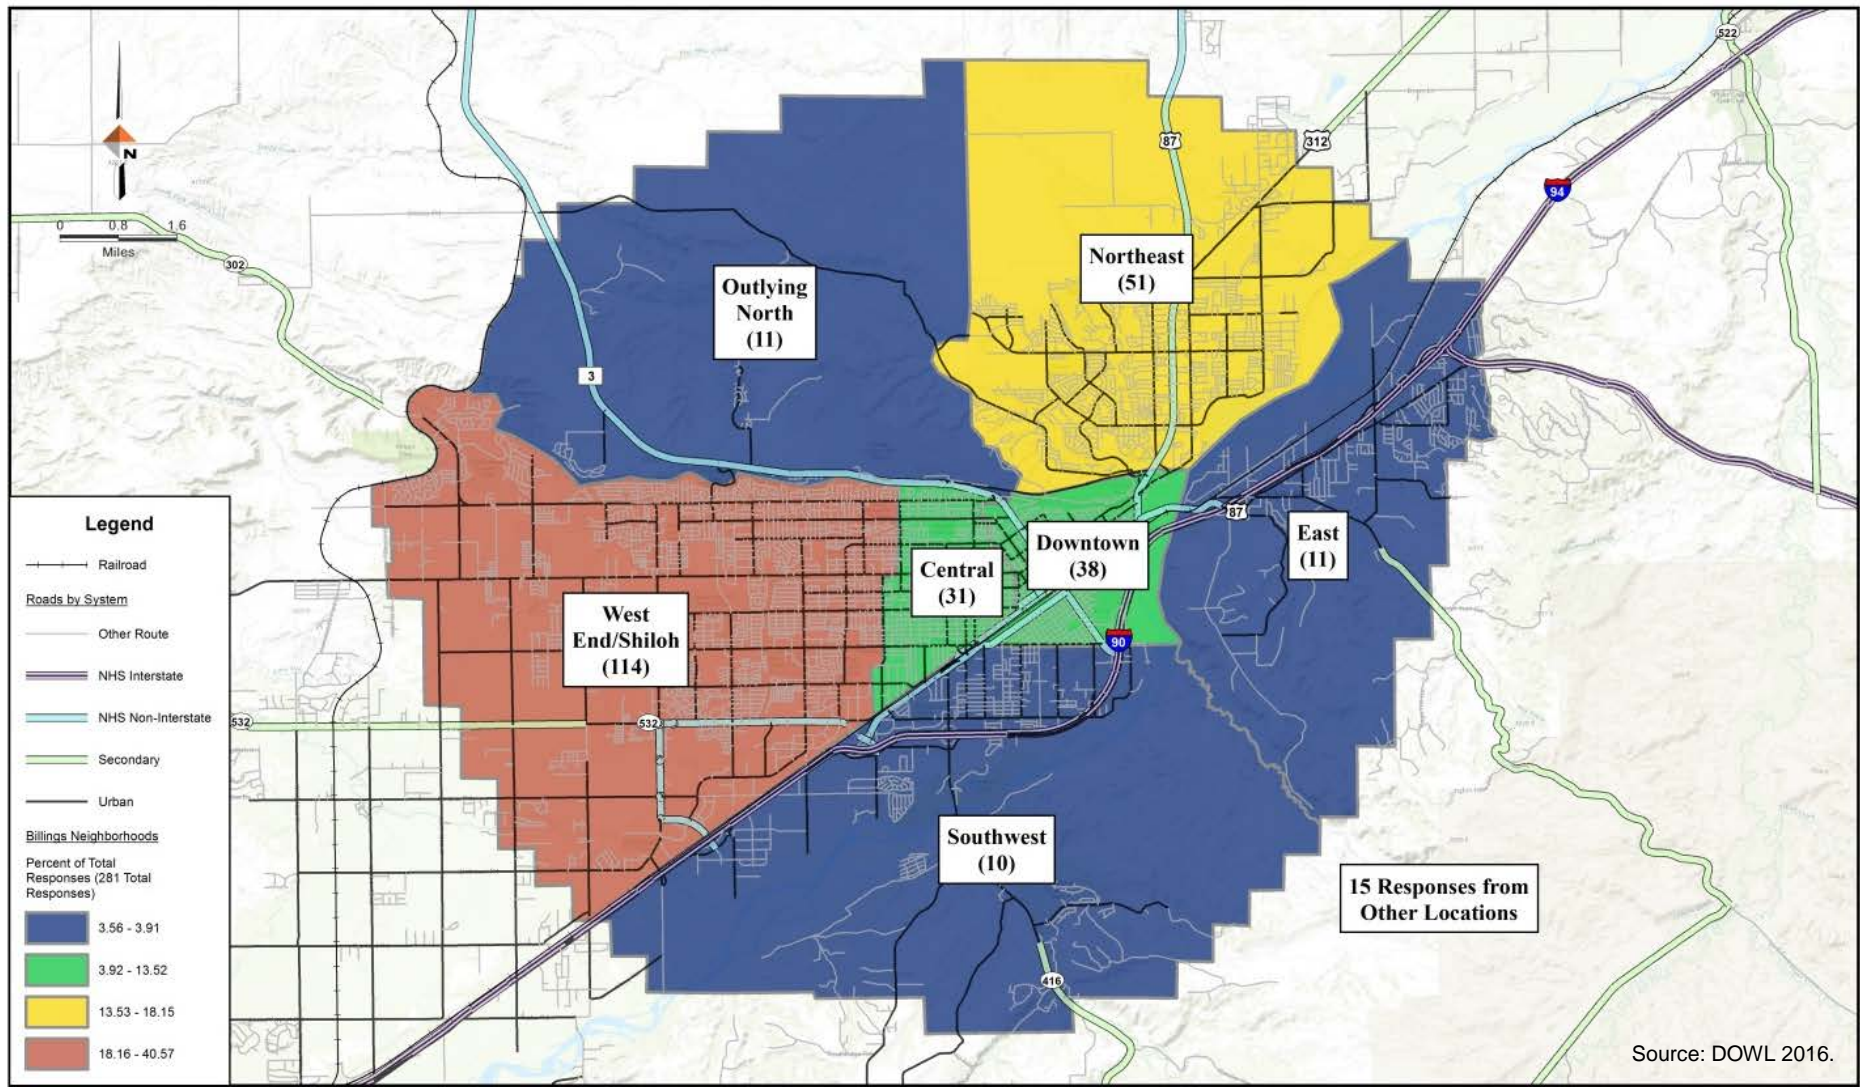 522
87
312
94
N
0 0.8 1.6
Miles
302
Northeast
(51)
Outlying
North
(11)
3
87
East
(11)
Downtown
(38)
Central
(31)
West
End/Shiloh
(114)
90
532
532
Southwest
(10)
416
15 Responses from
Other Locations
Legend
Railroad
Roads by System
Other Route
NHS Interstate
NHS Non-Interstate
Secondary
Urban
Billings Neighborhoods
Percent of Total
Responses (281 Total
Responses)
3.56 - 3.91
3.92 - 13.52
13.53 - 18.15
18.16 - 40.57
Source: DOWL 2016.